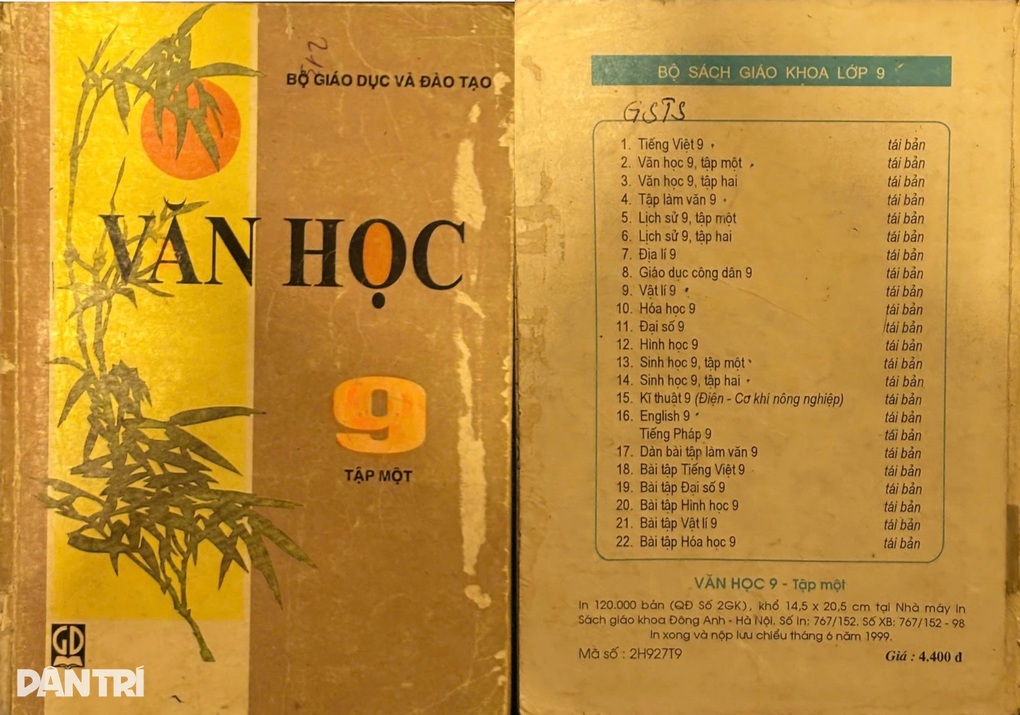 BỘ GIÁO DỤC VÀ ĐÀO TẠO
VĂN HỌC
9
TẬP MỘT
GD
DÂN TRÍ
BỘ SÁCH GIÁO KHOA LỚP 9
GSTS
1. Tiếng Việt 9 tái bản
2. Văn học 9, tập một tái bản
3. Văn học 9, tập hai tái bản
4. Tập làm văn 9 tái bản
5. Lịch sử 9, tập một tái bản
6. Lịch sử 9, tập hai tái bản
7. Địa lí 9 tái bản
8. Giáo dục công dân 9 tái bản
9. Vật lí 9 tái bản
10. Hóa học 9 tái bản
11. Đại số 9 tái bản
12. Hình học 9 tái bản
13. Sinh học 9, tập một tái bản
14. Sinh học 9, tập hai tái bản
15. Kĩ thuật 9 (Điện - Cơ khí nông nghiệp) tái bản
16. English 9 tái bản
Tiếng Pháp 9 tái bản
17. Dàn bài tập làm văn 9 tái bản
18. Bài tập Tiếng Việt 9 tái bản
19. Bài tập Đại số 9 tái bản
20. Bài tập Hình học 9 tái bản
21. Bài tập Vật lí 9 tái bản
22. Bài tập Hóa học 9 tái bản
VĂN HỌC 9 - Tập một
In 120.000 bản (QĐ Số 2GK), khổ 14,5 x 20,5 cm tại Nhà máy in
Sách giáo khoa Đông Anh - Hà Nội. Số in: 767/152. Số XB: 767/152 - 98
In xong và nộp lưu chiểu tháng 6 năm 1999.
Mã số : 2H927T9 Giá : 4.400 đ